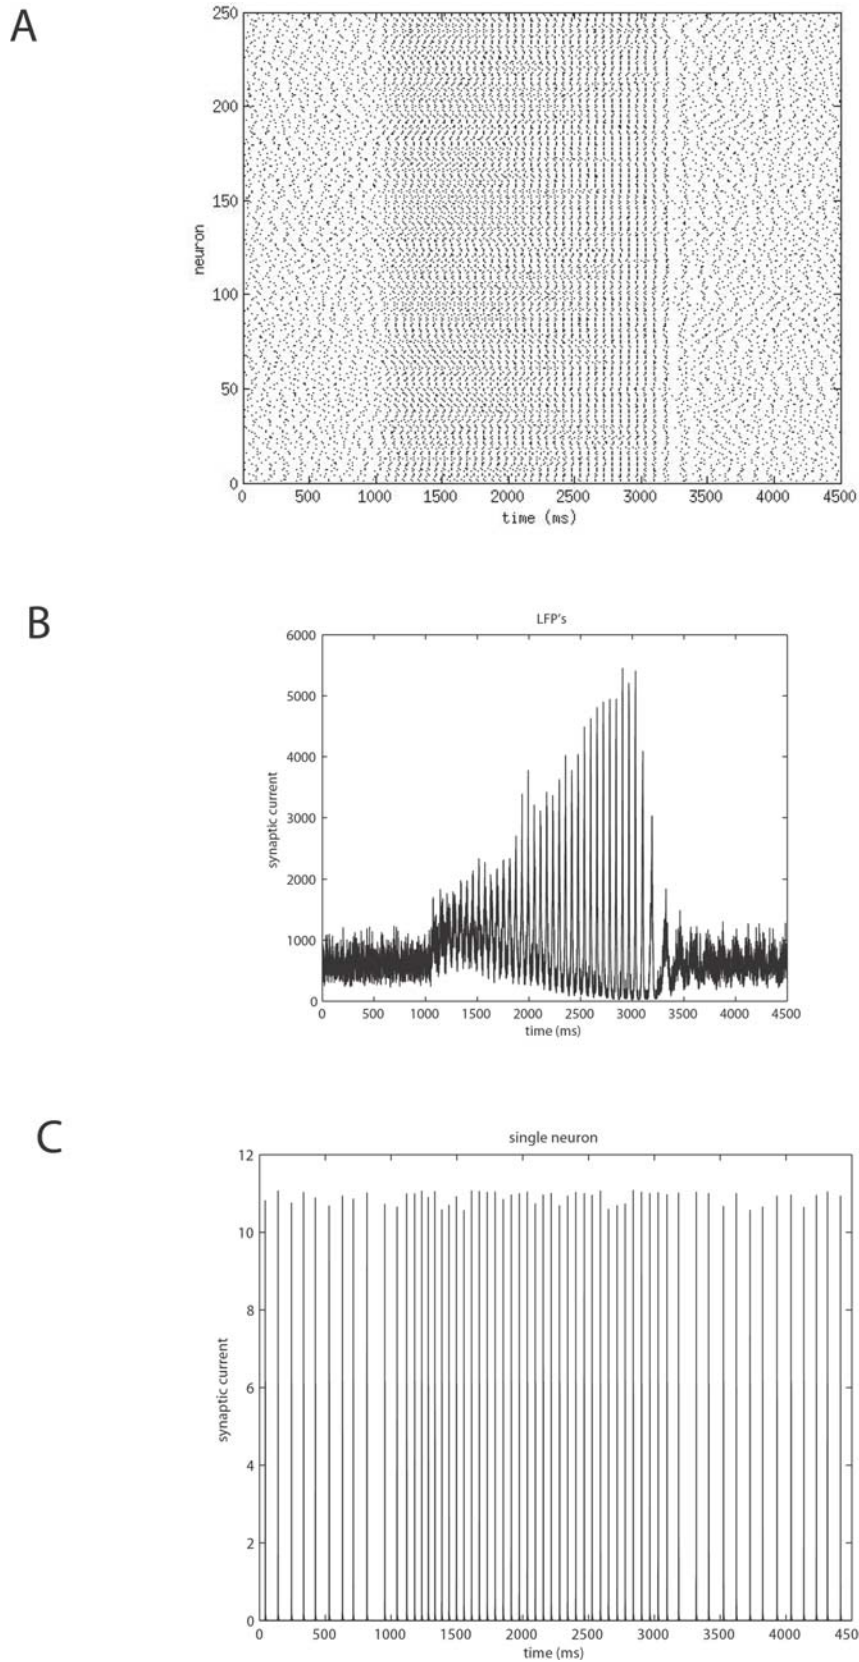 A
250
200
150
100
50
0
neuron
0 500 1000 1500 2000 2500 3000 3500 4000 4500
time (ms)
B
LFP's
6000
5000
4000
3000
2000
1000
0
synaptic current
0 500 1000 1500 2000 2500 3000 3500 4000 4500
time (ms)
C
single neuron
12
10
8
6
4
2
0
synaptic current
0 500 1000 1500 2000 2500 3000 3500 4000 450
time (ms)